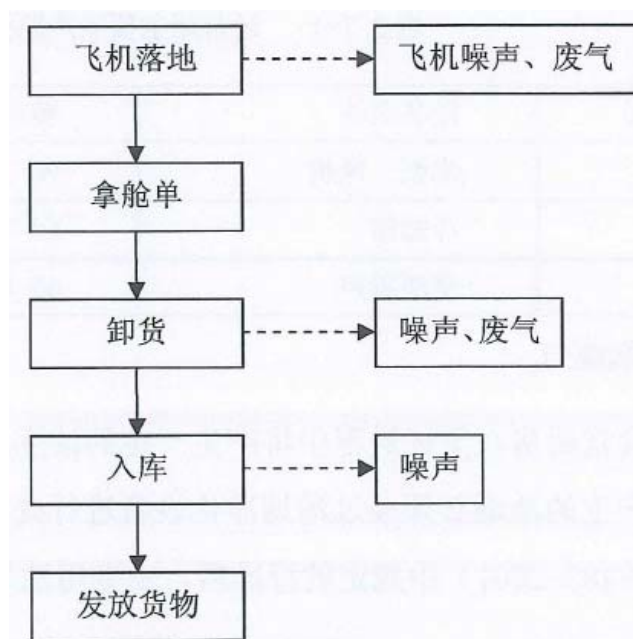 飞机落地
飞机噪声、废气
拿舱单
卸货
噪声、废气
入库
噪声
发放货物